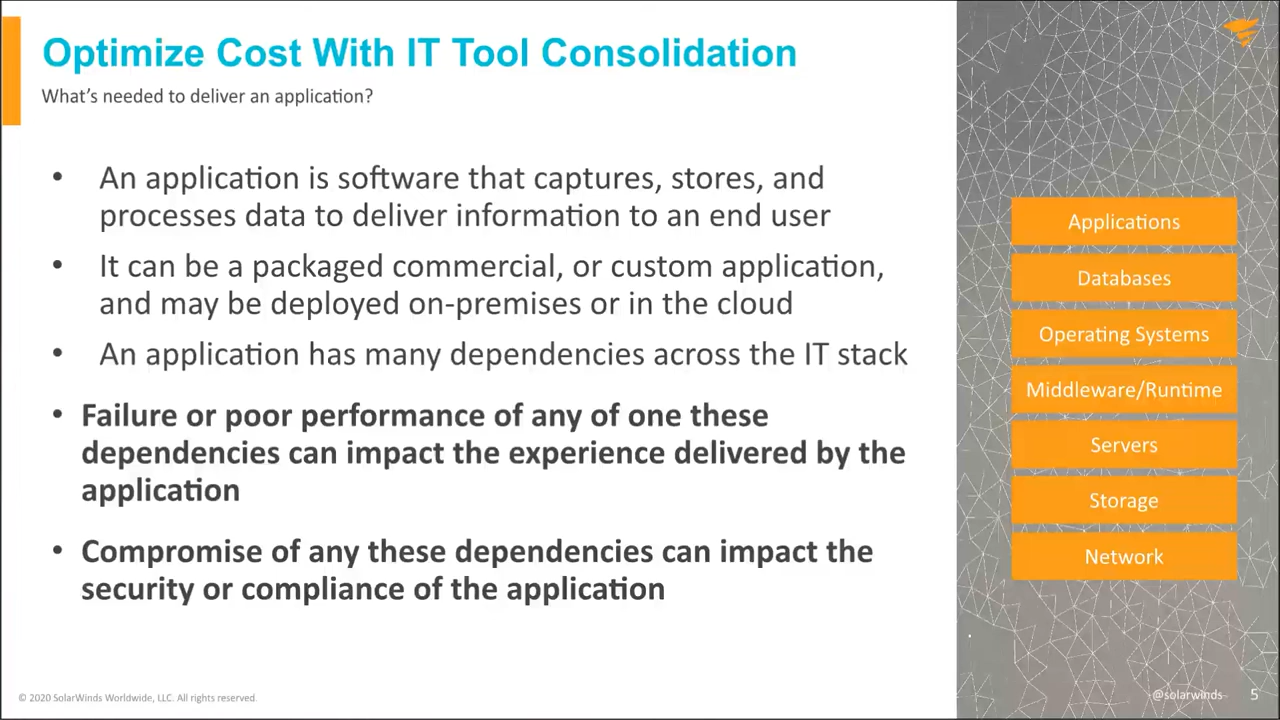 Optimize Cost With IT Tool Consolidation
What's needed to deliver an application?
• An application is software that captures, stores, and
processes data to deliver information to an end user
• It can be a packaged commercial, or custom application,
and may be deployed on-premises or in the cloud
• An application has many dependencies across the IT stack
• Failure or poor performance of any of one these
dependencies can impact the experience delivered by the
application
• Compromise of any these dependencies can impact the
security or compliance of the application
Applications
Databases
Operating Systems
Middleware/Runtime
Servers
Storage
Network
© 2020 SolarWinds Worldwide, LLC. All rights reserved.
@solarwinds
5